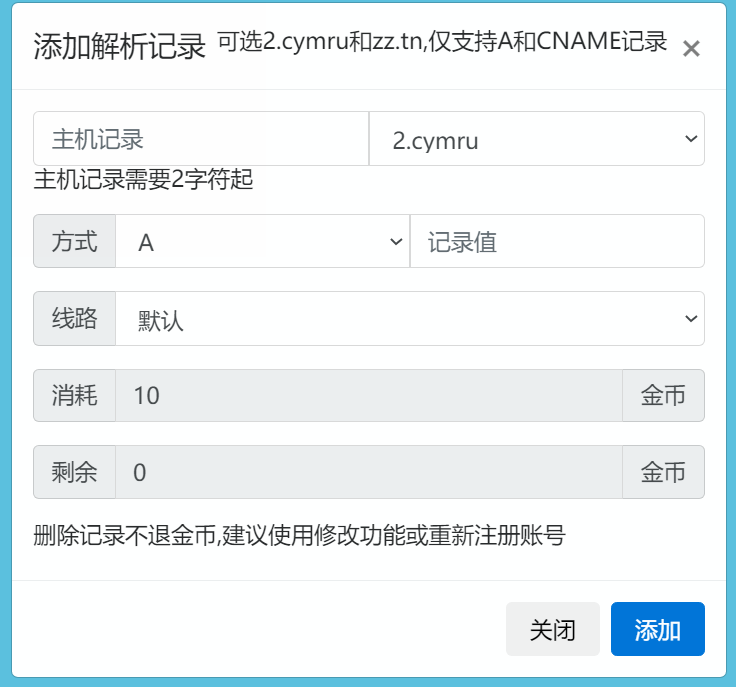 添加解析记录 可选2.cymru和zz.tn,仅支持A和CNAME记录 ×
主机记录 2.cymru
主机记录需要2字符起
方式 A 记录值
线路 默认
消耗 10 金币
剩余 0 金币
删除记录不退金币,建议使用修改功能或重新注册账号
关闭 添加